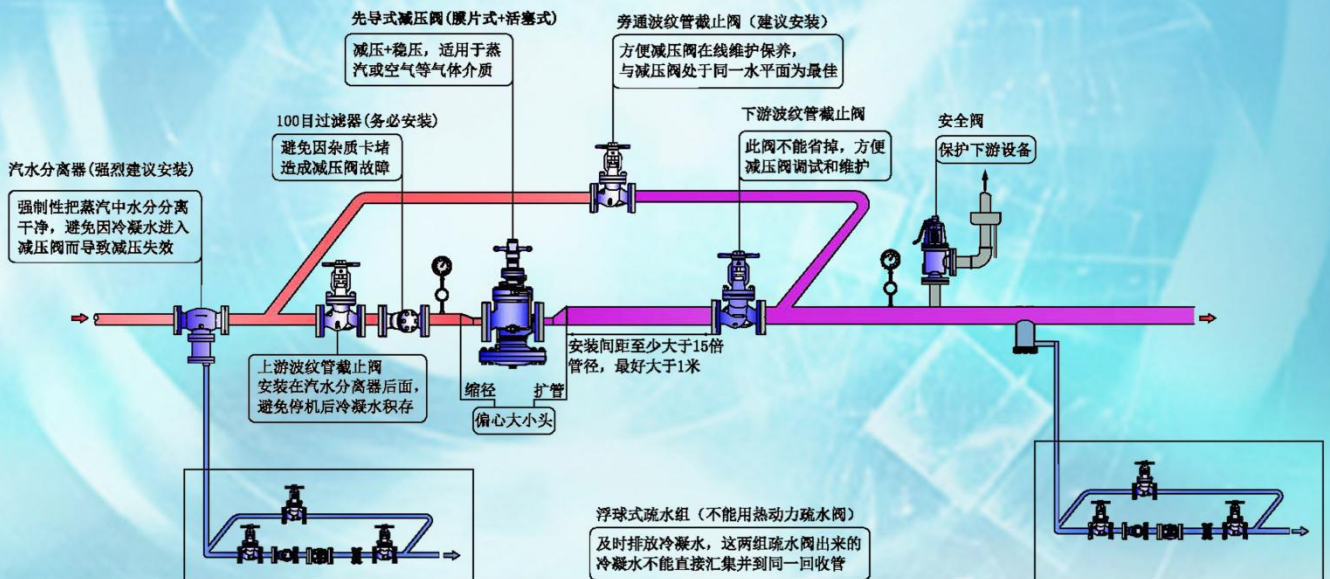 先导式减压阀(膜片式+活塞式)
减压+稳压，适用于蒸
汽或空气等气体介质
旁通波纹管截止阀（建议安装）
方便减压阀在线维护保养，
与减压阀处于同一水平面为最佳
100目过滤器(务必安装)
避免因杂质卡堵
造成减压阀故障
下游波纹管截止阀
此阀不能省掉，方便
减压阀调试和维护
安全阀
保护下游设备
汽水分离器(强烈建议安装)
强制性把蒸汽中水分分离
干净，避免因冷凝水进入
减压阀而导致减压失效
上游波纹管截止阀
安装在汽水分离器后面，
避免停机后冷凝水积存
缩径
扩管
偏心大小头
安装间距至少大于15倍
管径，最好大于1米
浮球式疏水组（不能用热动力疏水阀）
及时排放冷凝水，这两组疏水阀出来的
冷凝水不能直接汇集并到同一回收管